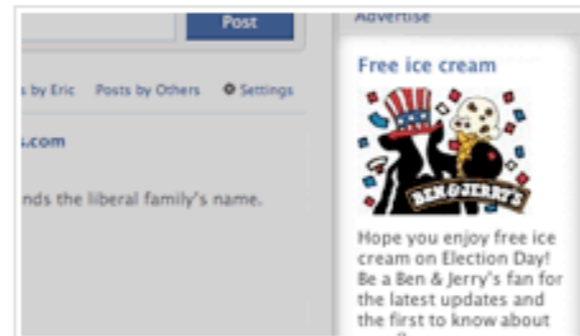 Post
Advertise
s by Eric Posts by Others Settings
s.com
nds the liberal family's name.
Free ice cream
BEN & JERRY'S
Hope you enjoy free ice
cream on Election Day!
Be a Ben & Jerry's fan for
the latest updates and
the first to know about